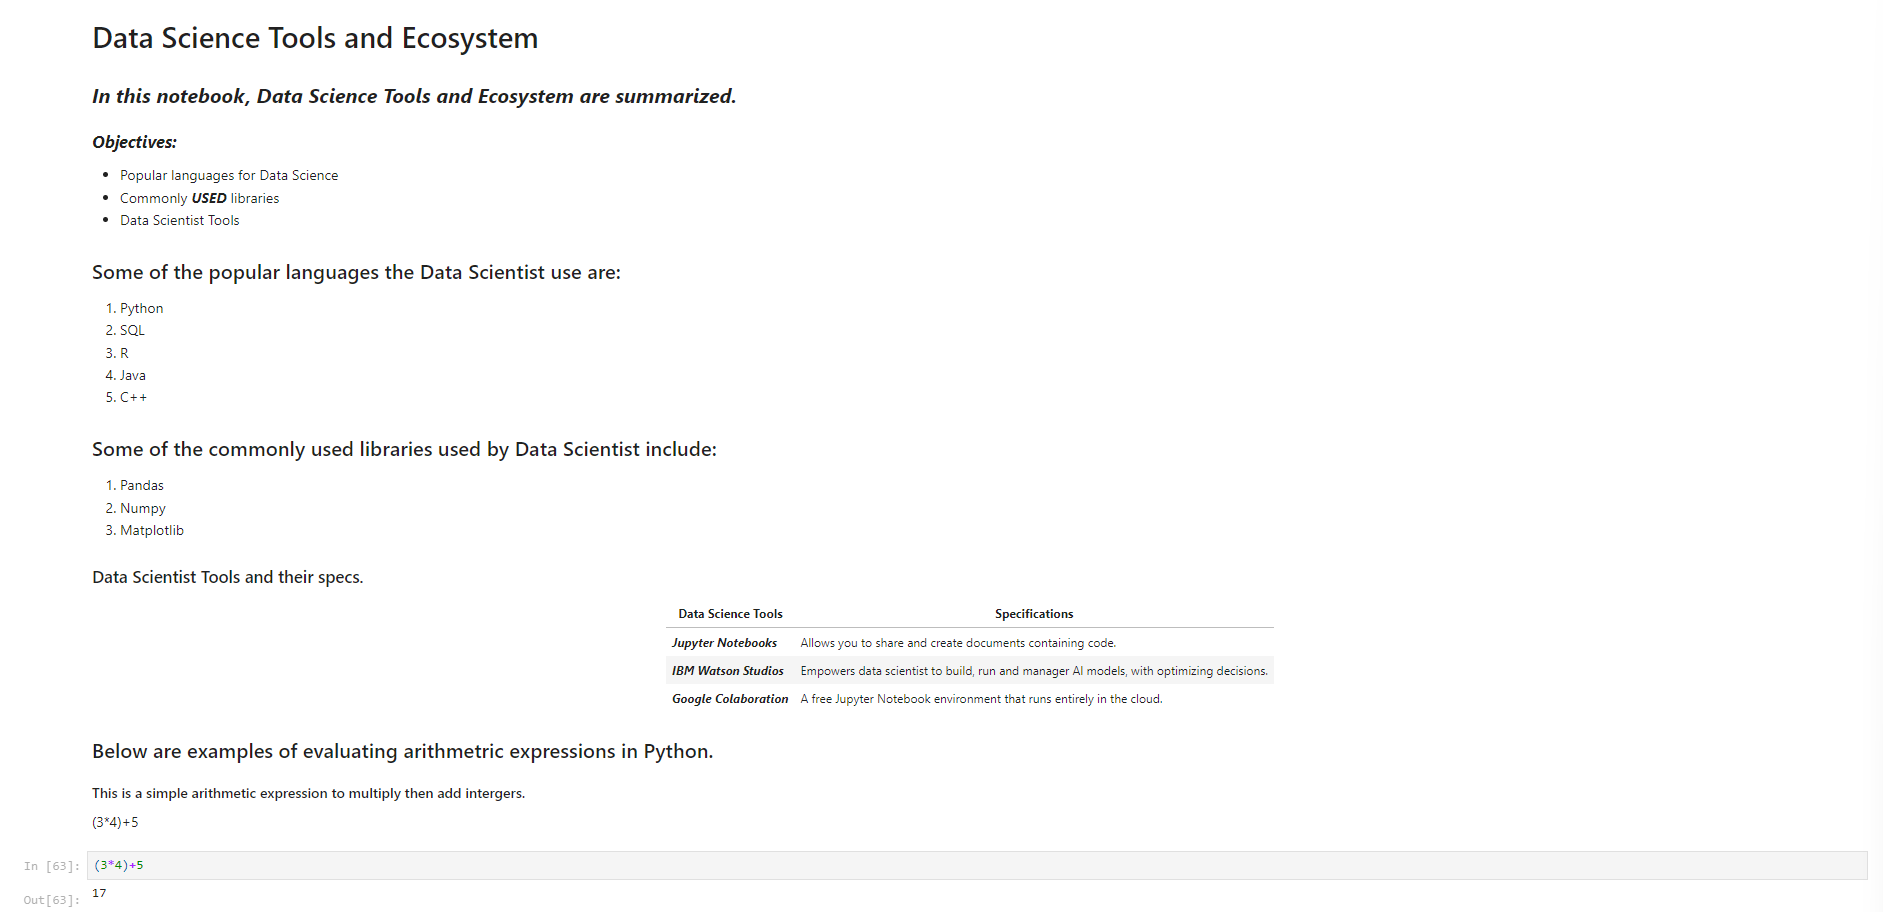 Data Science Tools and Ecosystem
In this notebook, Data Science Tools and Ecosystem are summarized.
Objectives:
• Popular languages for Data Science
• Commonly USED libraries
• Data Scientist Tools
Some of the popular languages the Data Scientist use are:
1. Python
2. SQL
3. R
4. Java
5. C++
Some of the commonly used libraries used by Data Scientist include:
1. Pandas
2. Numpy
3. Matplotlib
Data Scientist Tools and their specs.
Data Science Tools Specifications
Jupyter Notebooks Allows you to share and create documents containing code.
IBM Watson Studios Empowers data scientist to build, run and manager AI models, with optimizing decisions.
Google Colaboration A free Jupyter Notebook environment that runs entirely in the cloud.
Below are examples of evaluating arithmetric expressions in Python.
This is a simple arithmetic expression to multiply then add intergers.
(3*4)+5
In [63]: (3*4)+5
Out[63]: 17